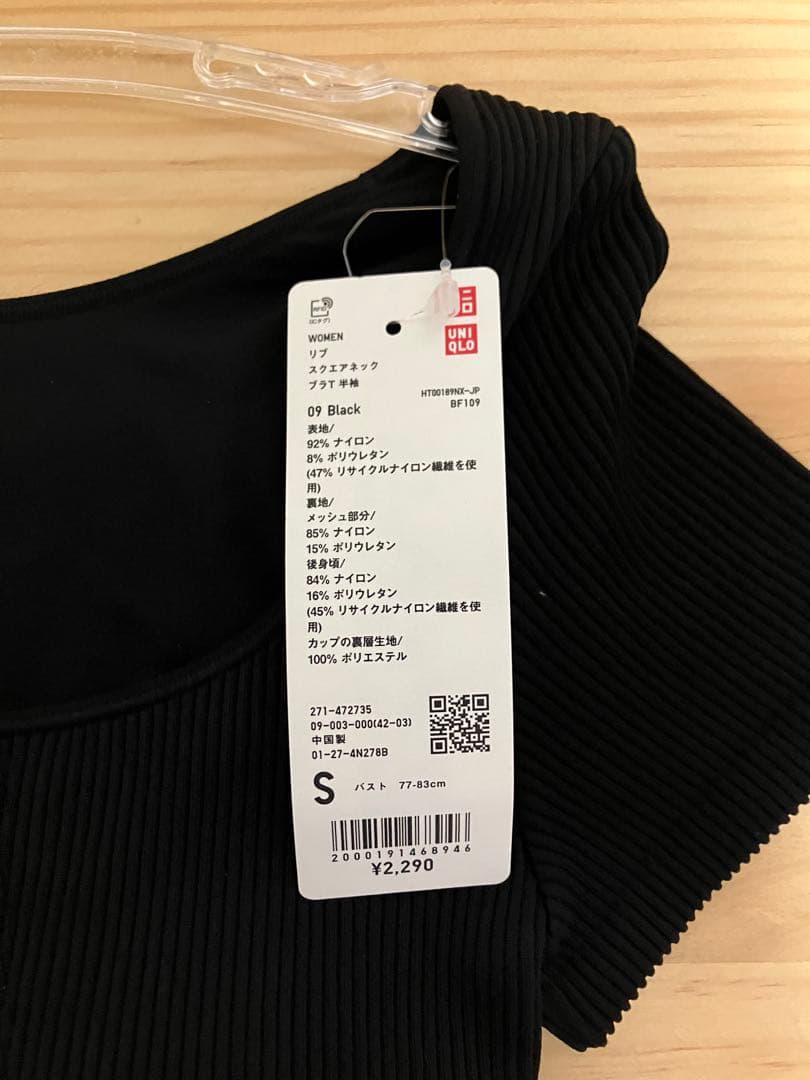 RFID
(ICタグ)
UNI
QLO
WOMEN
リブ
スクエアネック
ブラT 半袖
HT00189NX-JP
09 Black
BF109
表地/
92% ナイロン
8% ポリウレタン
(47% リサイクルナイロン繊維を使
用)
裏地/
メッシュ部分/
85% ナイロン
15% ポリウレタン
後身頃/
84% ナイロン
16% ポリウレタン
(45% リサイクルナイロン繊維を使
用)
カップの裏層生地/
100% ポリエステル
271-472735
09-003-000(42-03)
中国製
01-27-4N278B
S バスト 77-83cm
2000191468946
¥2,290